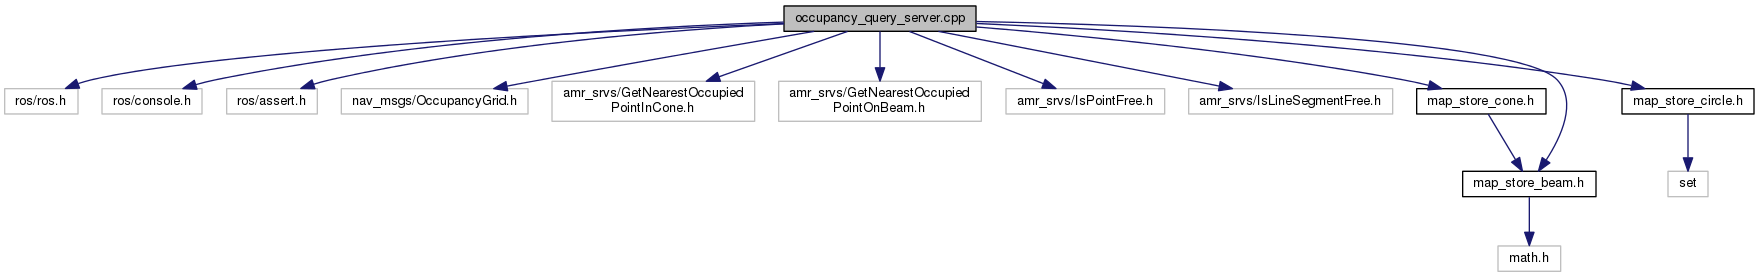 occupancy_query_server.cpp
ros/ros.h
ros/console.h
ros/assert.h
nav_msgs/OccupancyGrid.h
amr_srvs/GetNearestOccupied
PointInCone.h
amr_srvs/GetNearestOccupied
PointOnBeam.h
amr_srvs/IsPointFree.h
amr_srvs/IsLineSegmentFree.h
map_store_cone.h
map_store_circle.h
map_store_beam.h
set
math.h